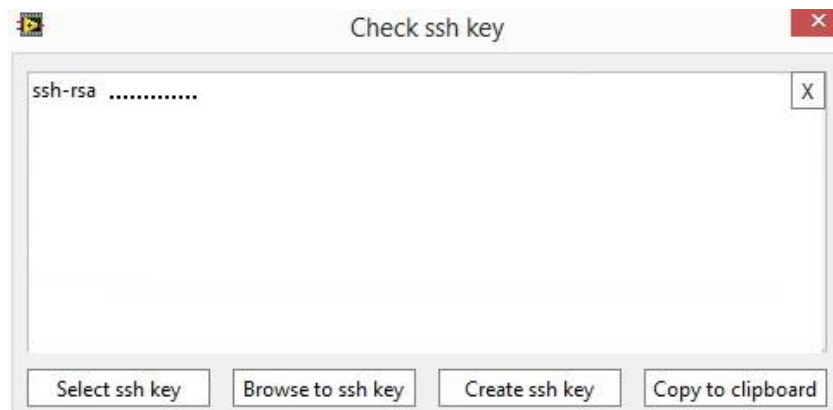 Check ssh key
ssh-rsa .............
X
Select ssh key
Browse to ssh key
Create ssh key
Copy to clipboard